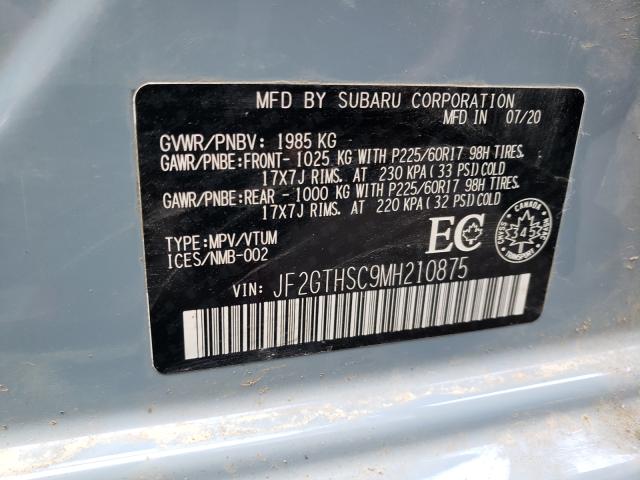 MFD BY SUBARU CORPORATION
MFD IN 07/20
GVWR/PNBV: 1985 KG
GAWR/PNBE:FRONT- 1025 KG WITH P225/60R17 98H TIRES.
17X7J RIMS. AT 230 KPA (33 PSI)COLD
GAWR/PNBE:REAR - 1000 KG WITH P225/60R17 98H TIRES.
17X7J RIMS. AT 220 KPA (32 PSI)COLD
TYPE:MPV/VTUM
ICES/NMB-002
EC
CANADA
145
VIN: JF2GTHSC9MH210875